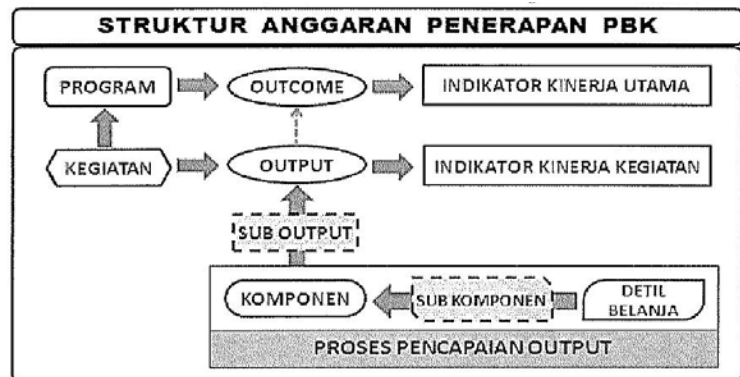 STRUKTUR ANGGARAN PENERAPAN PBK
PROGRAM
OUTCOME
INDIKATOR KINERJA UTAMA
KEGIATAN
OUTPUT
INDIKATOR KINERJA KEGIATAN
SUB OUTPUT
KOMPONEN
SUB KOMPONEN
DETIL
BELANJA
PROSES PENCAPAIAN OUTPUT